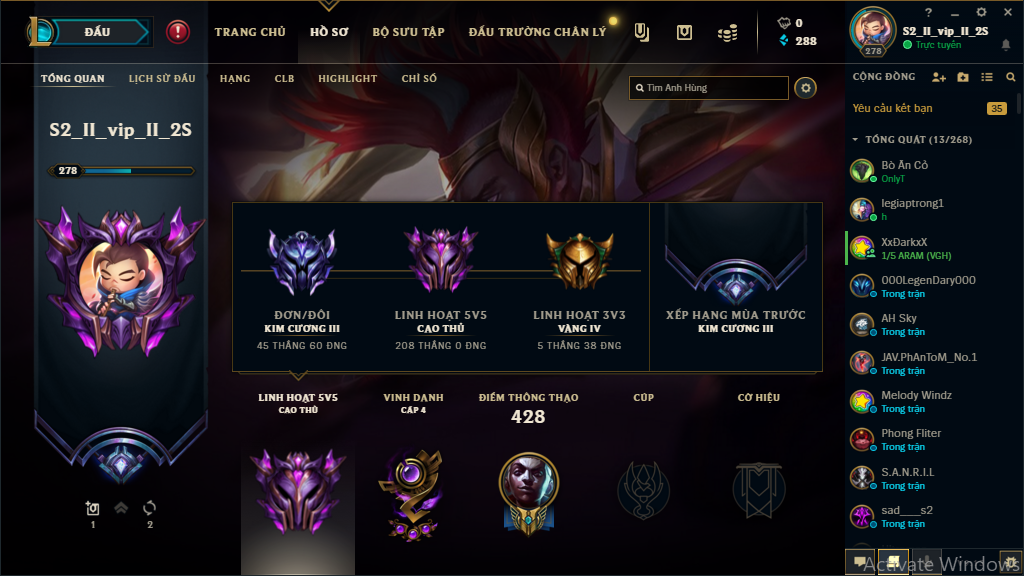 ĐẤU
TRANG CHỦ
HỒ SƠ
BỘ SƯU TẬP
ĐẤU TRƯỜNG CHÂN LÝ
0
288
?
S2_II_vip_II_2S
Trực tuyến
278
TỔNG QUAN
LỊCH SỬ ĐẤU
HẠNG
CLB
HIGHLIGHT
CHỈ SỐ
Tìm Anh Hùng
CỘNG ĐỒNG
Yêu cầu kết bạn
35
TỔNG QUÁT (13/268)
S2_II_vip_II_2S
278
ĐƠN/ĐÔI
KIM CƯƠNG III
45 THẮNG 60 ĐNG
LINH HOẠT 5V5
CAO THỦ
208 THẮNG 0 ĐNG
LINH HOẠT 3V3
VÀNG IV
5 THẮNG 38 ĐNG
XẾP HẠNG MÙA TRƯỚC
KIM CƯƠNG III
LINH HOẠT 5V5
CAO THỦ
VINH DANH
CẤP 4
ĐIỂM THÔNG THẠO
428
CÚP
CỜ HIỆU
1
2
Bò Ăn Cỏ
OnlyT
legiaptrong1
h
XxĐarkxX
1/5 ARAM (VGH)
000LegenDary000
Trong trận
AH Sky
Trong trận
JAV.PhAnToM_No.1
Trong trận
Melody Windz
Trong trận
Phong Fliter
Trong trận
S.A.N.R.I.L
Trong trận
sad___s2
Trong trận
Activate Windows